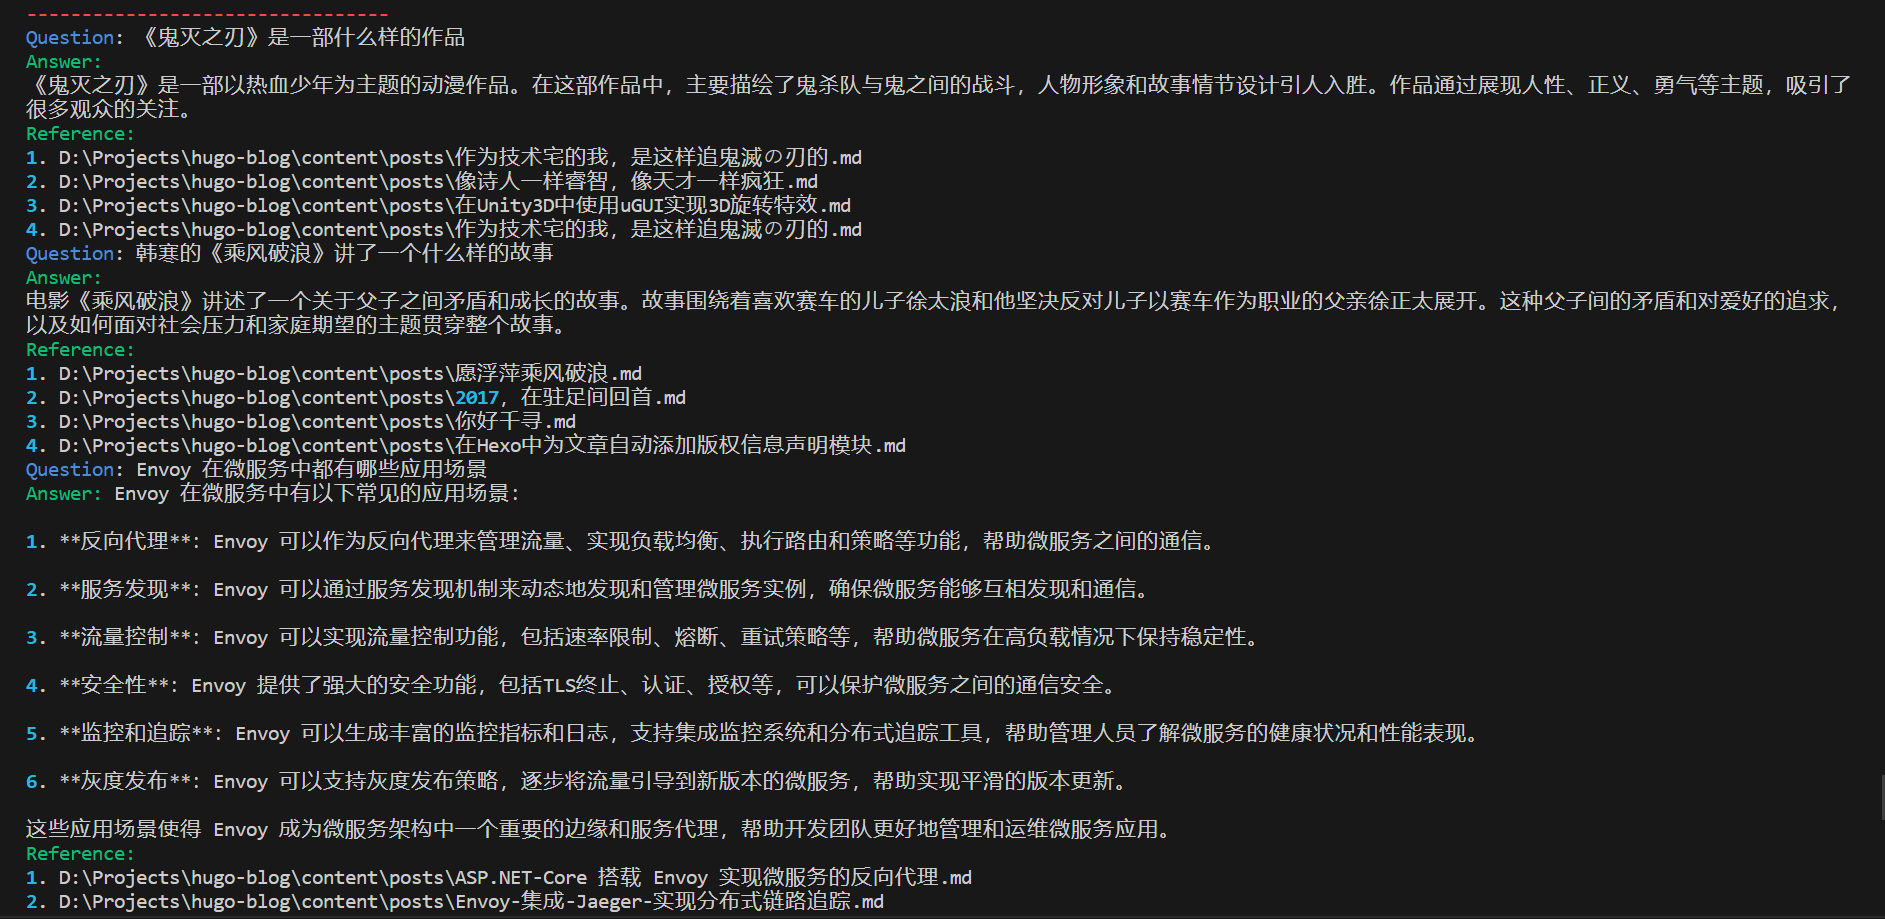 ---------------------------------
Question: 《鬼灭之刃》是一部什么样的作品
Answer:
《鬼灭之刃》是一部以热血少年为主题的动漫作品。在这部作品中，主要描绘了鬼杀队与鬼之间的战斗，人物形象和故事情节设计引人入胜。作品通过展现人性、正义、勇气等主题，吸引了
很多观众的关注。
Reference:
1. D:\Projects\hugo-blog\content\posts\作为技术宅的我，是这样追鬼滅の刃的.md
2. D:\Projects\hugo-blog\content\posts\像诗人一样睿智，像天才一样疯狂.md
3. D:\Projects\hugo-blog\content\posts\在Unity3D中使用uGUI实现3D旋转特效.md
4. D:\Projects\hugo-blog\content\posts\作为技术宅的我，是这样追鬼滅の刃的.md
Question: 韩寒的《乘风破浪》讲了一个什么样的故事
Answer:
电影《乘风破浪》讲述了一个关于父子之间矛盾和成长的故事。故事围绕着喜欢赛车的儿子徐太浪和他坚决反对儿子以赛车作为职业的父亲徐正太展开。这种父子间的矛盾和对爱好的追求，
以及如何面对社会压力和家庭期望的主题贯穿整个故事。
Reference:
1. D:\Projects\hugo-blog\content\posts\愿浮萍乘风破浪.md
2. D:\Projects\hugo-blog\content\posts\2017，在驻足间回首.md
3. D:\Projects\hugo-blog\content\posts\你好千寻.md
4. D:\Projects\hugo-blog\content\posts\在Hexo中为文章自动添加版权信息声明模块.md
Question: Envoy 在微服务中都有哪些应用场景
Answer: Envoy 在微服务中有以下常见的应用场景：
1. **反向代理**: Envoy 可以作为反向代理来管理流量、实现负载均衡、执行路由和策略等功能，帮助微服务之间的通信。
2. **服务发现**: Envoy 可以通过服务发现机制来动态地发现和管理微服务实例，确保微服务能够互相发现和通信。
3. **流量控制**: Envoy 可以实现流量控制功能，包括速率限制、熔断、重试策略等，帮助微服务在高负载情况下保持稳定性。
4. **安全性**: Envoy 提供了强大的安全功能，包括TLS终止、认证、授权等，可以保护微服务之间的通信安全。
5. **监控和追踪**: Envoy 可以生成丰富的监控指标和日志，支持集成监控系统和分布式追踪工具，帮助管理人员了解微服务的健康状况和性能表现。
6. **灰度发布**: Envoy 可以支持灰度发布策略，逐步将流量引导到新版本的微服务，帮助实现平滑的版本更新。
这些应用场景使得 Envoy 成为微服务架构中一个重要的边缘和服务代理，帮助开发团队更好地管理和运维微服务应用。
Reference:
1. D:\Projects\hugo-blog\content\posts\ASP.NET-Core 搭载 Envoy 实现微服务的反向代理.md
2. D:\Projects\hugo-blog\content\posts\Envoy-集成-Jaeger-实现分布式链路追踪.md